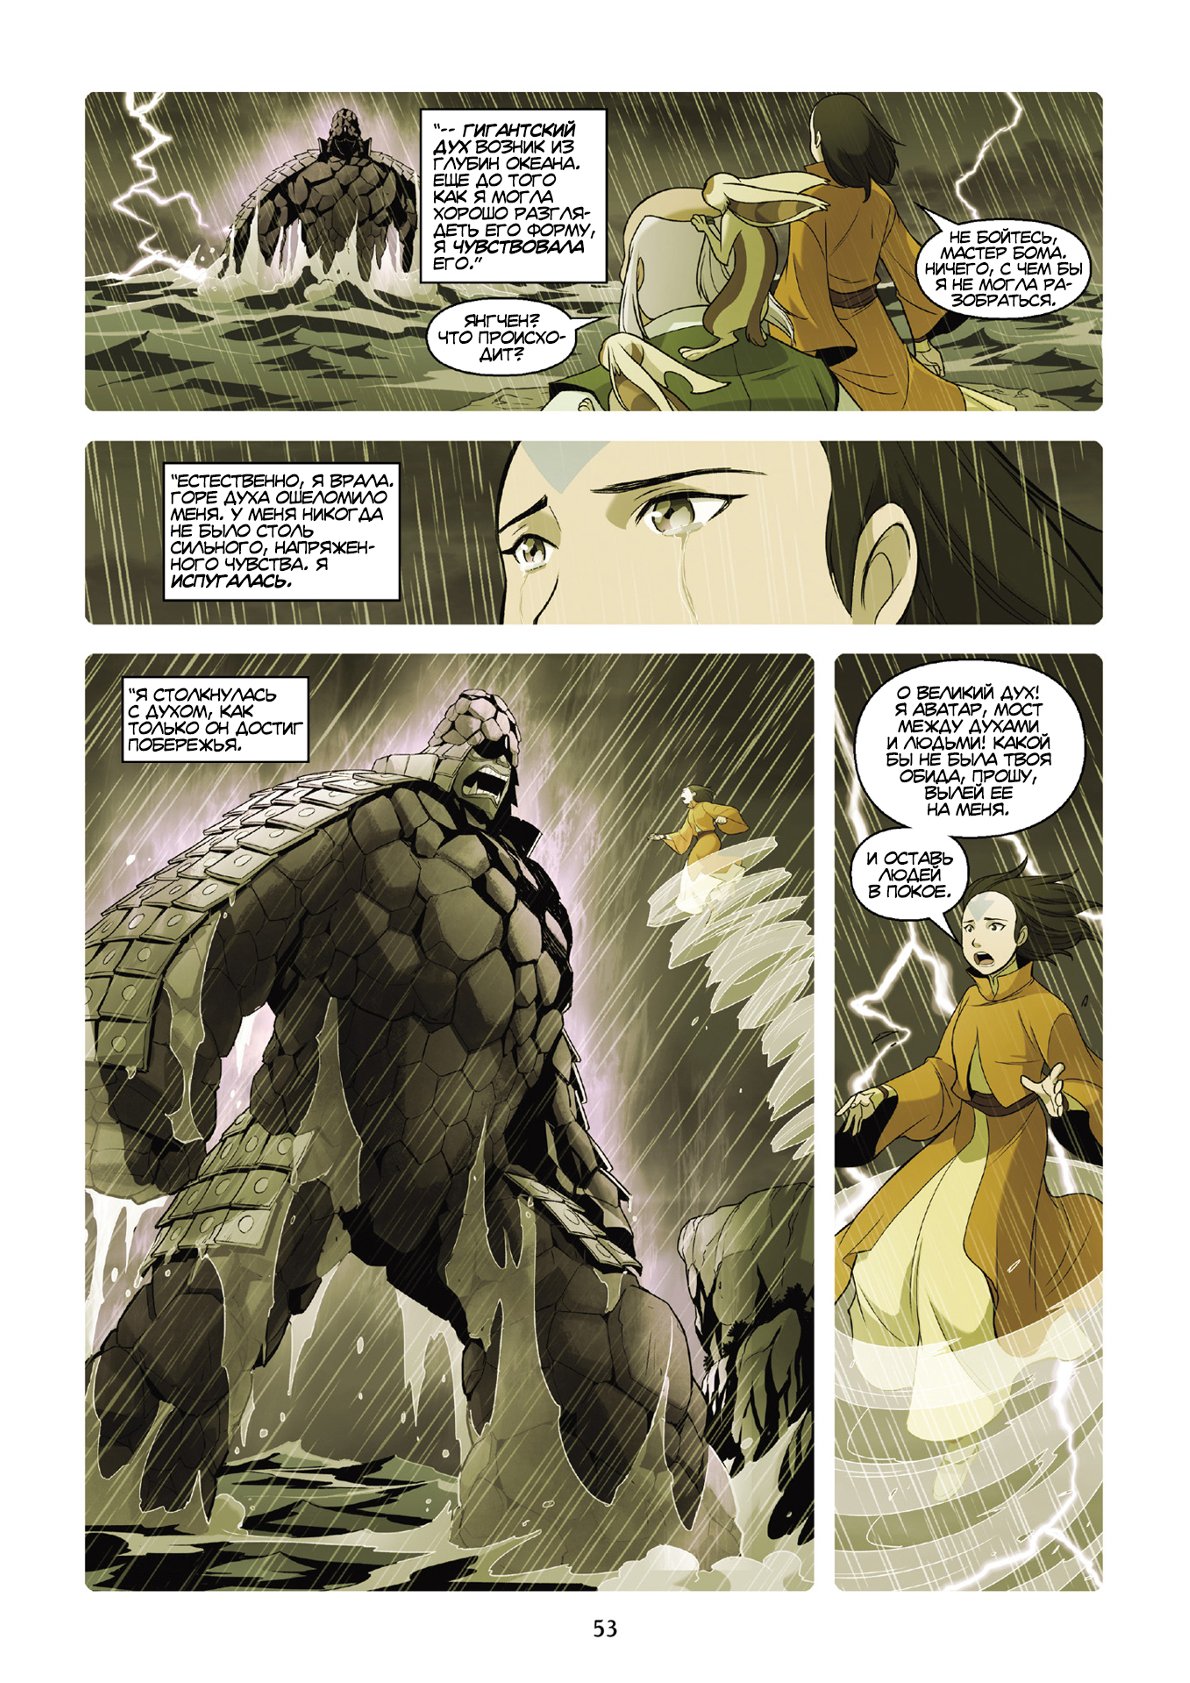 "-- ГИГАНТСКИЙ
ДУХ ВОЗНИК ИЗ
ГЛУБИН ОКЕАНА.
ЕЩЕ ДО ТОГО
КАК Я МОГЛА
ХОРОШО РАЗГЛЯ-
ДЕТЬ ЕГО ФОРМУ,
Я ЧУВСТВОВАЛА
ЕГО."
ЯНГЧЕН?
ЧТО ПРОИСХО-
ДИТ?
НЕ БОЙТЕСЬ,
МАСТЕР БОМА.
НИЧЕГО, С ЧЕМ БЫ
Я НЕ МОГЛА РА-
ЗОБРАТЬСЯ.
"ЕСТЕСТВЕННО, Я ВРАЛА.
ГОРЕ ДУХА ОШЕЛОМИЛО
МЕНЯ. У МЕНЯ НИКОГДА
НЕ БЫЛО СТОЛЬ
СИЛЬНОГО, НАПРЯЖЕН-
НОГО ЧУВСТВА. Я
ИСПУГАЛАСЬ.
"Я СТОЛКНУЛАСЬ
С ДУХОМ, КАК
ТОЛЬКО ОН ДОСТИГ
ПОБЕРЕЖЬЯ.
О ВЕЛИКИЙ ДУХ!
Я АВАТАР, МОСТ
МЕЖДУ ДУХАМИ
И ЛЮДЬМИ! КАКОЙ
БЫ НЕ БЫЛА ТВОЯ
ОБИДА, ПРОШУ,
ВЫЛЕЙ ЕЕ
НА МЕНЯ.
И ОСТАВЬ
ЛЮДЕЙ
В ПОКОЕ.
53